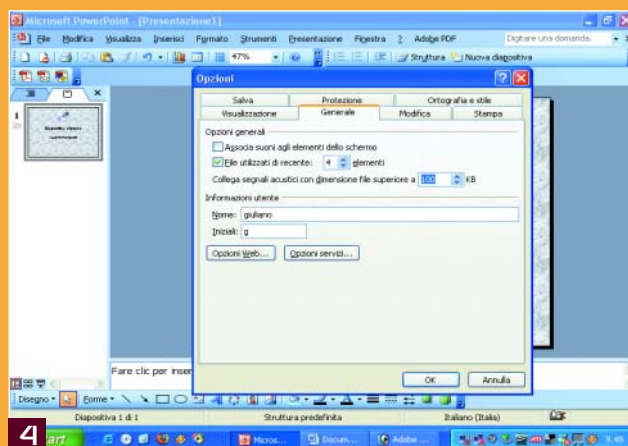 Microsoft PowerPoint - [Presentazione1]
File Modifica Visualizza Inserisci Formato Strumenti Presentazione Finestra ? Adobe PDF Digitare una domanda.
47% Struttura Nuova diapositiva
1
Opzioni
Salva Protezione Ortografia e stile
Visualizzazione Generale Modifica Stampa
Opzioni generali
Associa suoni agli elementi dello schermo
File utilizzati di recente: 4 elementi
Collega segnali acustici con dimensione file superiore a 100 KB
Informazioni utente
Nome: giuliano
Iniziali: g
Opzioni Web... Opzioni servizi...
OK Annulla
Fare clic per inser
Disegno Forme
Diapositiva 1 di 1 Struttura predefinita Italiano (Italia)
4 start Micros... Docum... Adobe ... 9.48